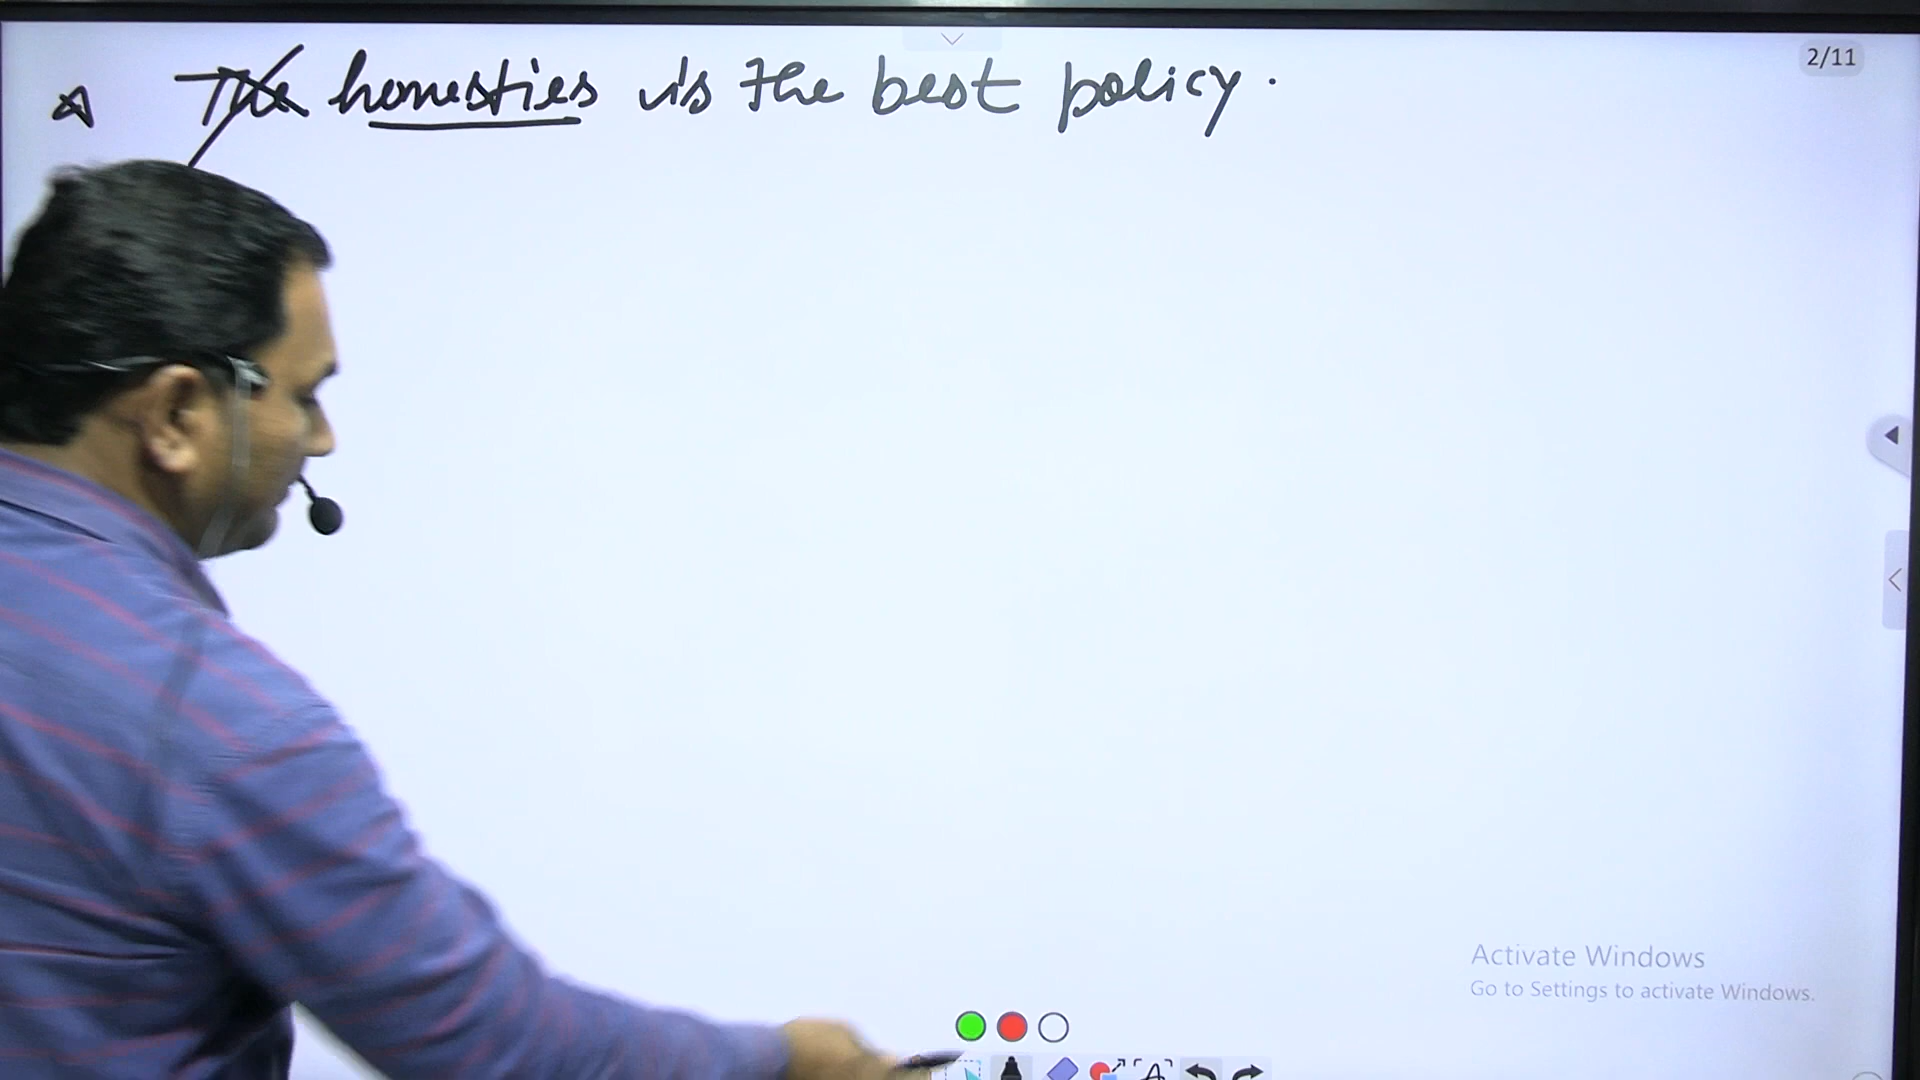 2/11
The honesties is the best policy.
Activate Windows
Go to Settings to activate Windows.